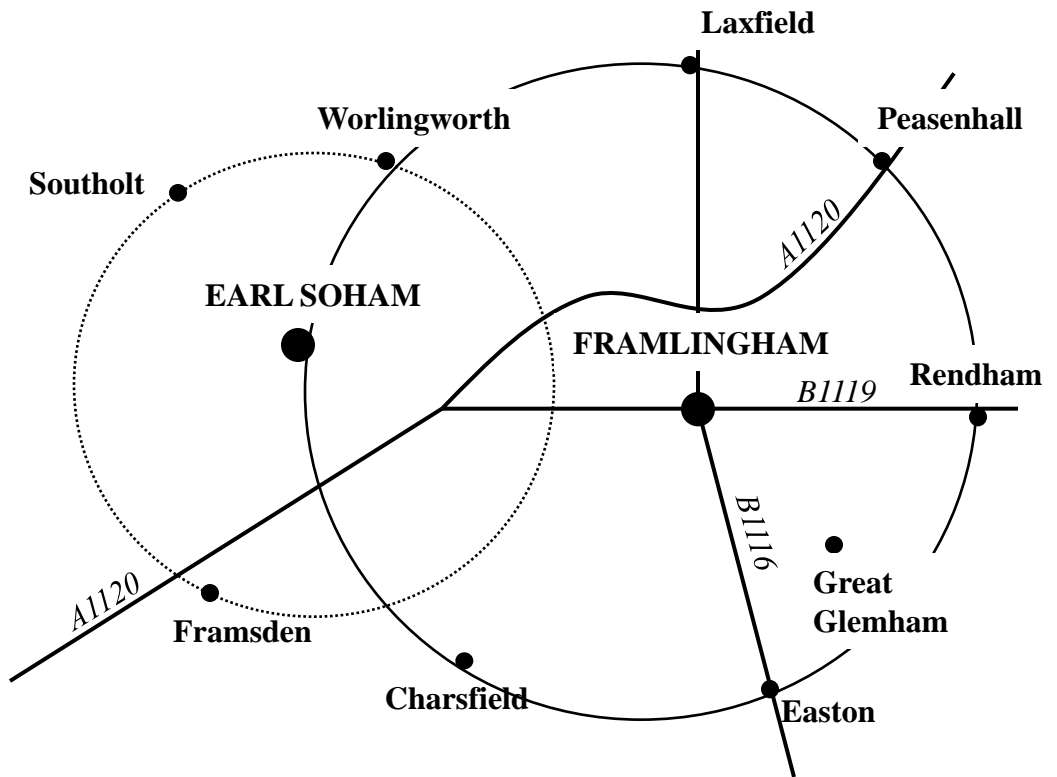 Laxfield
Worlingworth
Peasenhall
Southolt
A1120
EARL SOHAM
FRAMLINGHAM
Rendham
B1119
B1116
A1120
Great
Glemham
Framsden
Charsfield
Easton